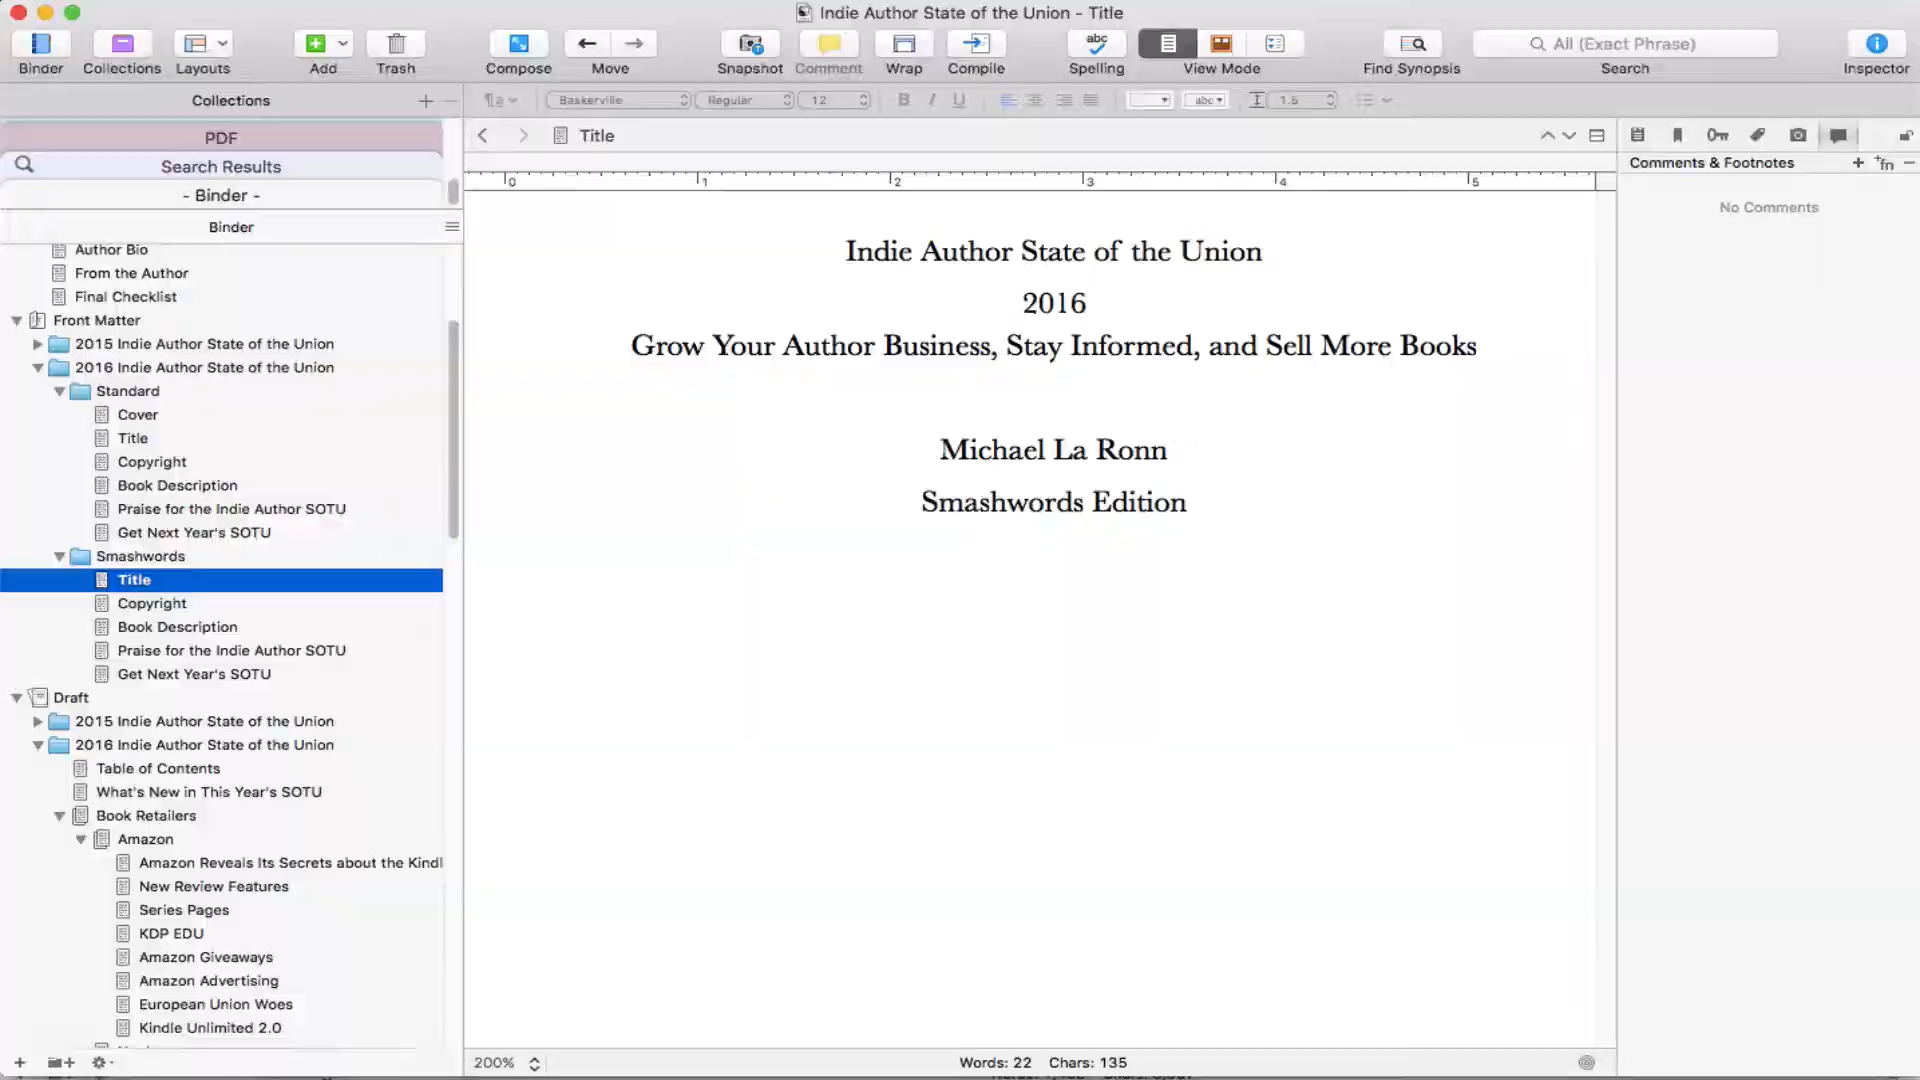 Indie Author State of the Union - Title
Binder
Collections
Layouts
Add
Trash
Compose
Move
Snapshot
Comment
Wrap
Compile
abc
Spelling
View Mode
Find Synopsis
All (Exact Phrase)
Search
Inspector
Collections
Baskerville
Regular
12
B
I
U
abc
1.5
PDF
Search Results
- Binder -
Binder
Author Bio
From the Author
Final Checklist
Front Matter
2015 Indie Author State of the Union
2016 Indie Author State of the Union
Standard
Cover
Title
Copyright
Book Description
Praise for the Indie Author SOTU
Get Next Year's SOTU
Smashwords
Title
Copyright
Book Description
Praise for the Indie Author SOTU
Get Next Year's SOTU
Draft
2015 Indie Author State of the Union
2016 Indie Author State of the Union
Table of Contents
What's New in This Year's SOTU
Book Retailers
Amazon
Amazon Reveals Its Secrets about the Kindl
New Review Features
Series Pages
KDP EDU
Amazon Giveaways
Amazon Advertising
European Union Woes
Kindle Unlimited 2.0
Title
0 1 2 3 4 5
Indie Author State of the Union
2016
Grow Your Author Business, Stay Informed, and Sell More Books
Michael La Ronn
Smashwords Edition
200%
Words: 22 Chars: 135
Comments & Footnotes
fn
No Comments